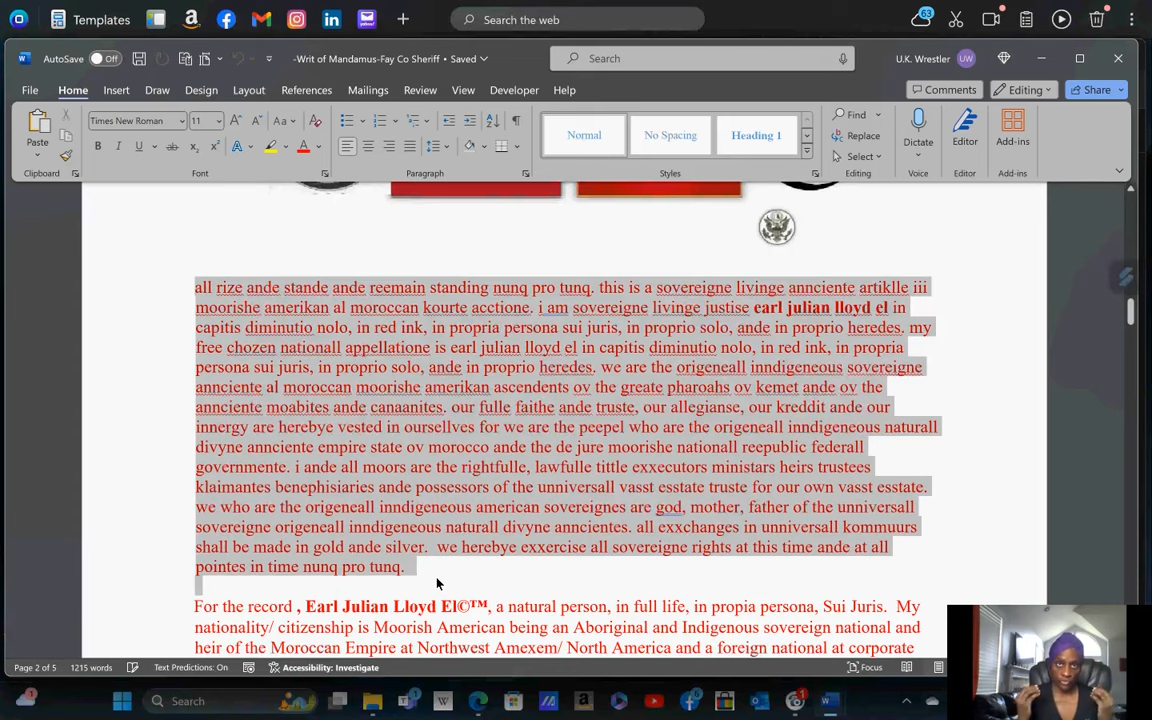 Templates
Search the web
63
AutoSave
Off
-Writ of Mandamus-Fay Co Sheriff • Saved
Search
U.K. Wrestler
UW
File Home Insert Draw Design Layout References Mailings Review View Developer Help
Comments
Editing
Share
Times New Roman
11
Find
Replace
Select
Normal
No Spacing
Heading 1
Paste
Dictate
Editor
Add-ins
Clipboard
Font
Paragraph
Styles
Editing
Voice
Editor
Add-ins
all rize ande stande ande reemain standing nunq pro tunq. this is a sovereigne livinge annciente artiklle iii
moorishe amerikan al moroccan kourte acctione. i am sovereigne livinge justise earl julian lloyd el in
capitis diminutio nolo, in red ink, in propria persona sui juris, in proprio solo, ande in proprio heredes. my
free chozen nationall appellatione is earl julian lloyd el in capitis diminutio nolo, in red ink, in propria
persona sui juris, in proprio solo, ande in proprio heredes. we are the origeneall inndigeneous sovereigne
annciente al moroccan moorishe amerikan ascendents ov the greate pharoahs ov kemet ande ov the
annciente moabites ande canaanites. our fulle faithe ande truste, our allegianse, our kreddit ande our
innergy are herebye vested in oursellves for we are the peepel who are the origeneall inndigeneous naturall
divyne annciente empire state ov morocco ande the de jure moorishe nationall reepublic federall
governmente. i ande all moors are the rightfulle, lawfulle tittle exxecutors ministars heirs trustees
klaimantes benephisiaries ande possessors of the unniversall vasst esstate truste for our own vasst esstate.
we who are the origeneall inndigeneous american sovereignes are god, mother, father of the unniversall
sovereigne origeneall inndigeneous naturall divyne anncientes. all exxchanges in unniversall kommuurs
shall be made in gold ande silver. we herebye exxercise all sovereigne rights at this time ande at all
pointes in time nunq pro tunq.
For the record , Earl Julian Lloyd El©™, a natural person, in full life, in propia persona, Sui Juris. My
nationality/ citizenship is Moorish American being an Aboriginal and Indigenous sovereign national and
heir of the Moroccan Empire at Northwest Amexem/ North America and a foreign national at corporate
Page 2 of 5
1215 words
Text Predictions: On
Accessibility: Investigate
Focus
1
Search
1